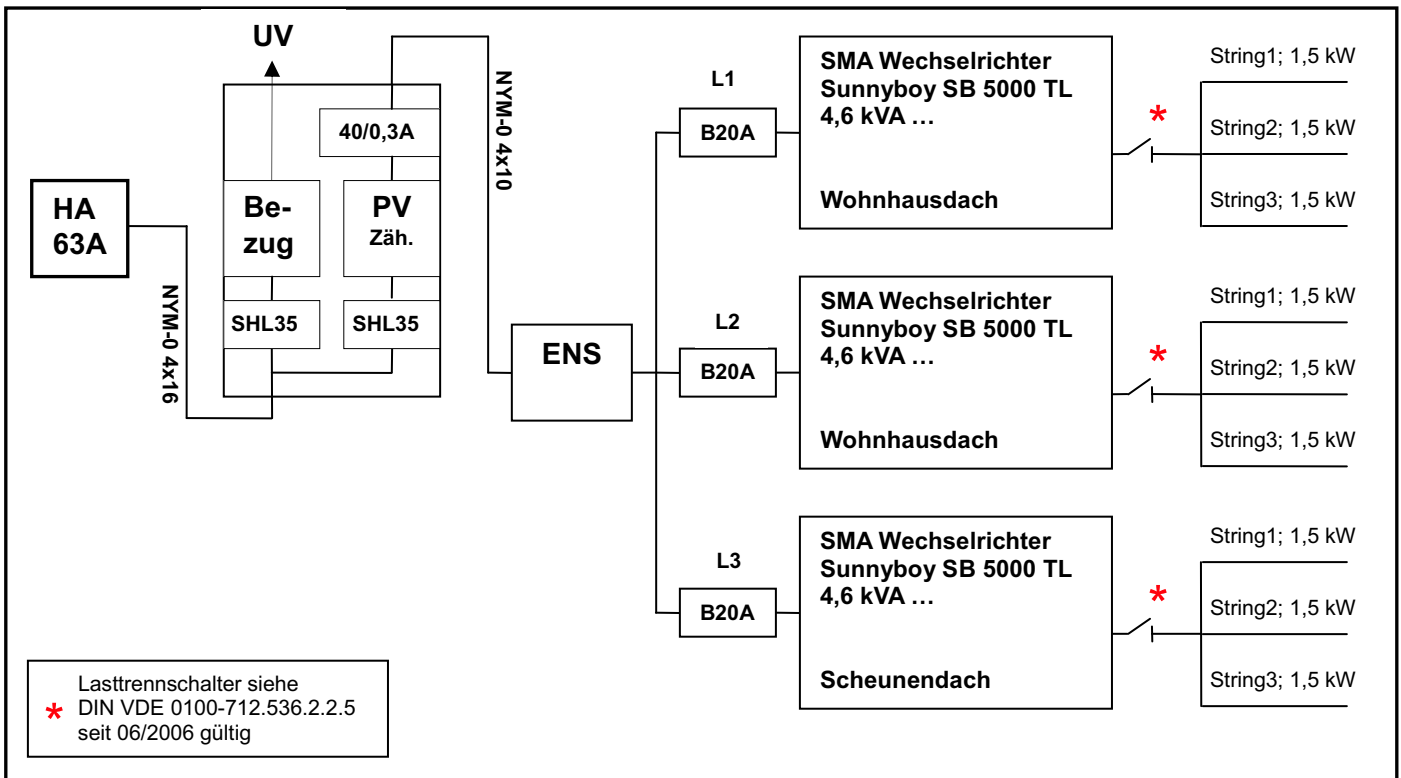 UV
40/0,3A
Be-
zug
PV
Zäh.
SHL35
SHL35
HA
63A
NYM-0 4x16
NYM-0 4x10
ENS
L1
B20A
SMA Wechselrichter
Sunnyboy SB 5000 TL
4,6 kVA …
Wohnhausdach
*
String1; 1,5 kW
String2; 1,5 kW
String3; 1,5 kW
L2
B20A
SMA Wechselrichter
Sunnyboy SB 5000 TL
4,6 kVA …
Wohnhausdach
*
String1; 1,5 kW
String2; 1,5 kW
String3; 1,5 kW
L3
B20A
SMA Wechselrichter
Sunnyboy SB 5000 TL
4,6 kVA …
Scheunendach
*
String1; 1,5 kW
String2; 1,5 kW
String3; 1,5 kW
Lasttrennschalter siehe
* DIN VDE 0100-712.536.2.2.5
seit 06/2006 gültig